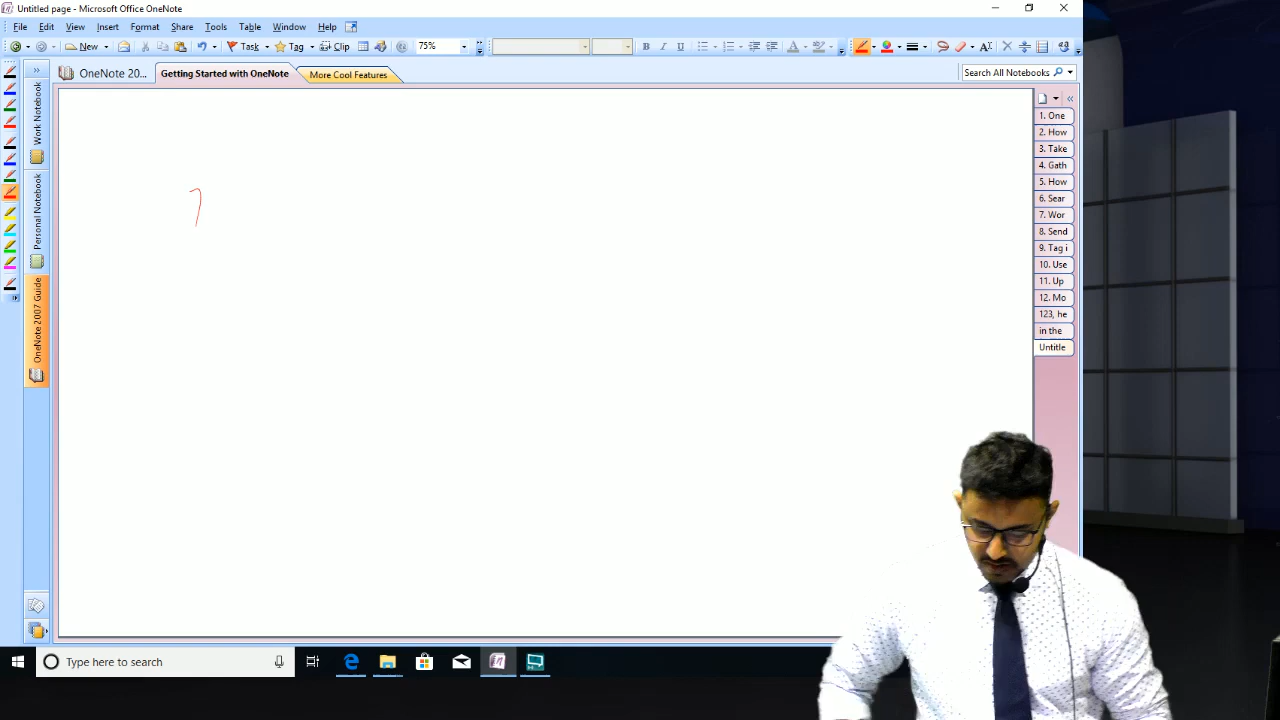 Untitled page - Microsoft Office OneNote
File Edit View Insert Format Share Tools Table Window Help
New Task Tag Clip 75%
OneNote 20... Getting Started with OneNote More Cool Features Search All Notebooks
Work Notebook
Personal Notebook
OneNote 2007 Guide
1. One
2. How
3. Take
4. Gath
5. How
6. Sear
7. Wor
8. Send
9. Tag i
10. Use
11. Up
12. Mo
123, he
in the
Untitle
Type here to search